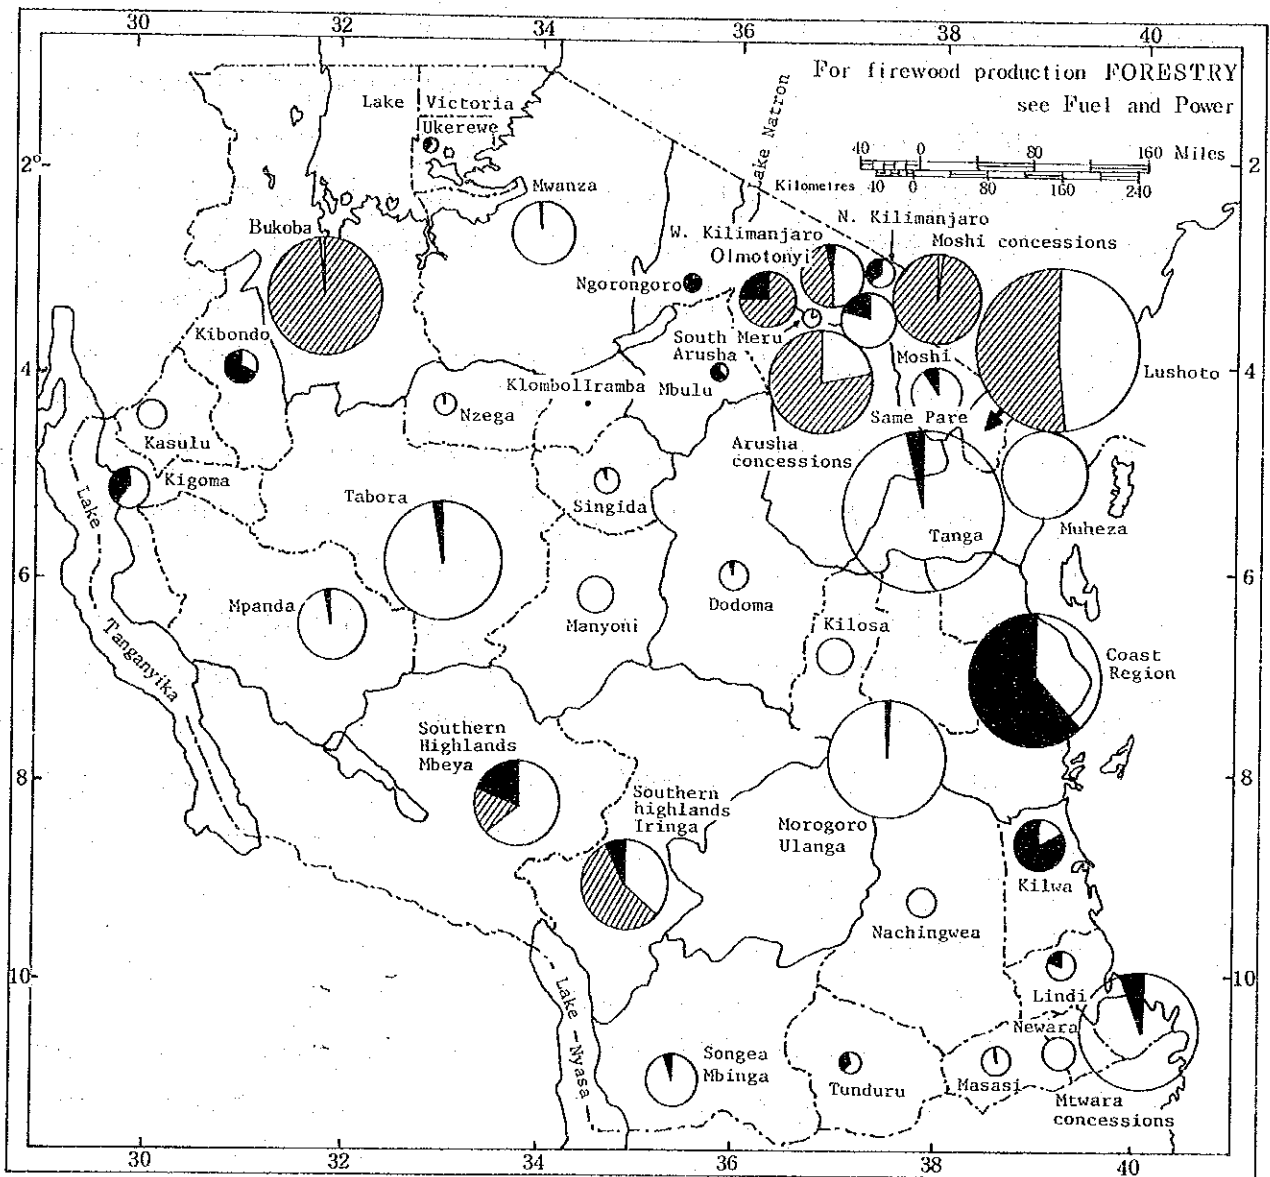 30 32 34 36 38 40
For firewood production FORESTRY
see Fuel and Power
Lake Victoria
Ukerewe
Lake Natron
40 0 80 160 Miles
Kilometres 40 0 80 160 240
2° 2
Mwanza
Bukoba
N. Kilimanjaro
W. Kilimanjaro
Moshi concessions
Olmotonyi
Ngorongoro
Kibondo
South Meru
Arusha
Moshi
4 4
Lushoto
KlombolIramba
Mbulu
Nzega
Same Pare
Kasulu
Arusha
concessions
Kigoma
Tabora
Singida
Tanga
Muheza
Lake
Tanganyika
6 6
Mpanda
Manyoni
Dodoma
Kilosa
Coast
Region
Southern
Highlands
Mbeya
8 8
Southern
highlands
Iringa
Morogoro
Ulanga
Kilwa
Nachingwea
10 10
Lindi
Lake Nyasa
Newara
Songea
Mbinga
Tunduru
Masasi
Mtwara
concessions
30 32 34 36 38 40